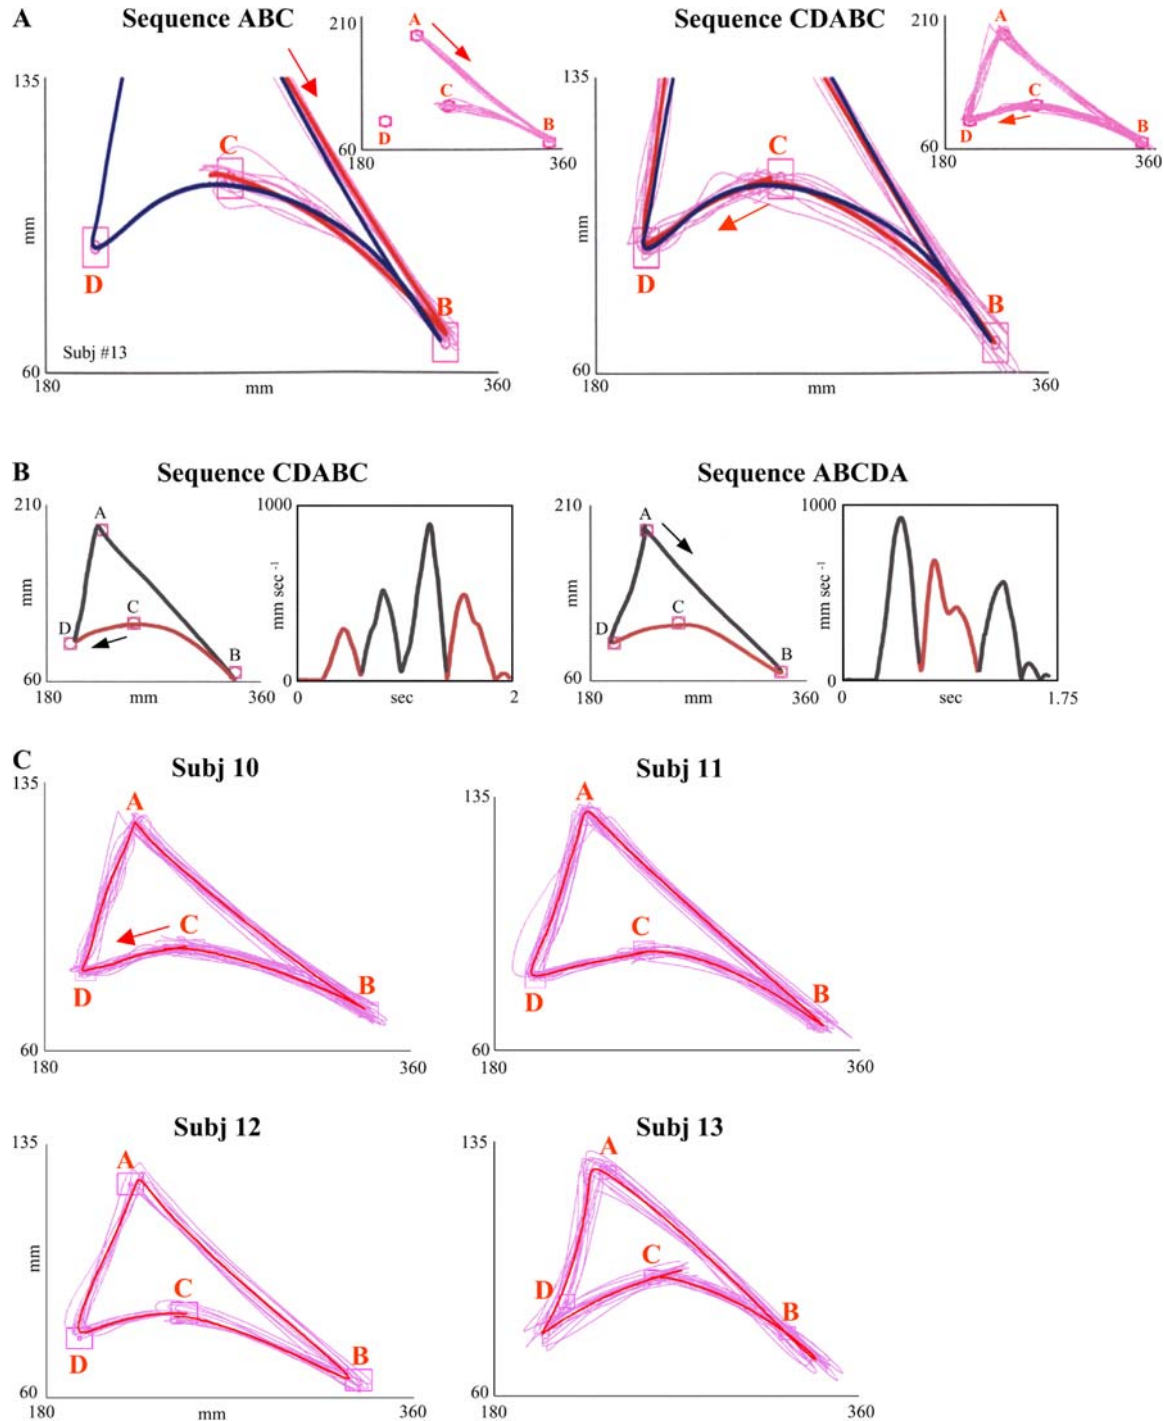 A Sequence ABC Sequence CDABC
210 A C B D 60 180 360
210 A C D B 60 180 360
135 C D B mm 60 Subj #13 180 mm 360
135 C D B mm 60 180 mm 360
B Sequence CDABC Sequence ABCDA
210 A C D B mm 60 180 mm 360
1000 mm sec -1 0 0 sec 2
210 A C D B mm 60 180 mm 360
1000 mm sec -1 0 0 sec 1.75
C Subj 10 Subj 11
135 A C D B 60 180 360
135 A C D B 60 180 360
Subj 12 Subj 13
135 A C D B mm 60 180 mm 360
135 A C D B 60 180 360